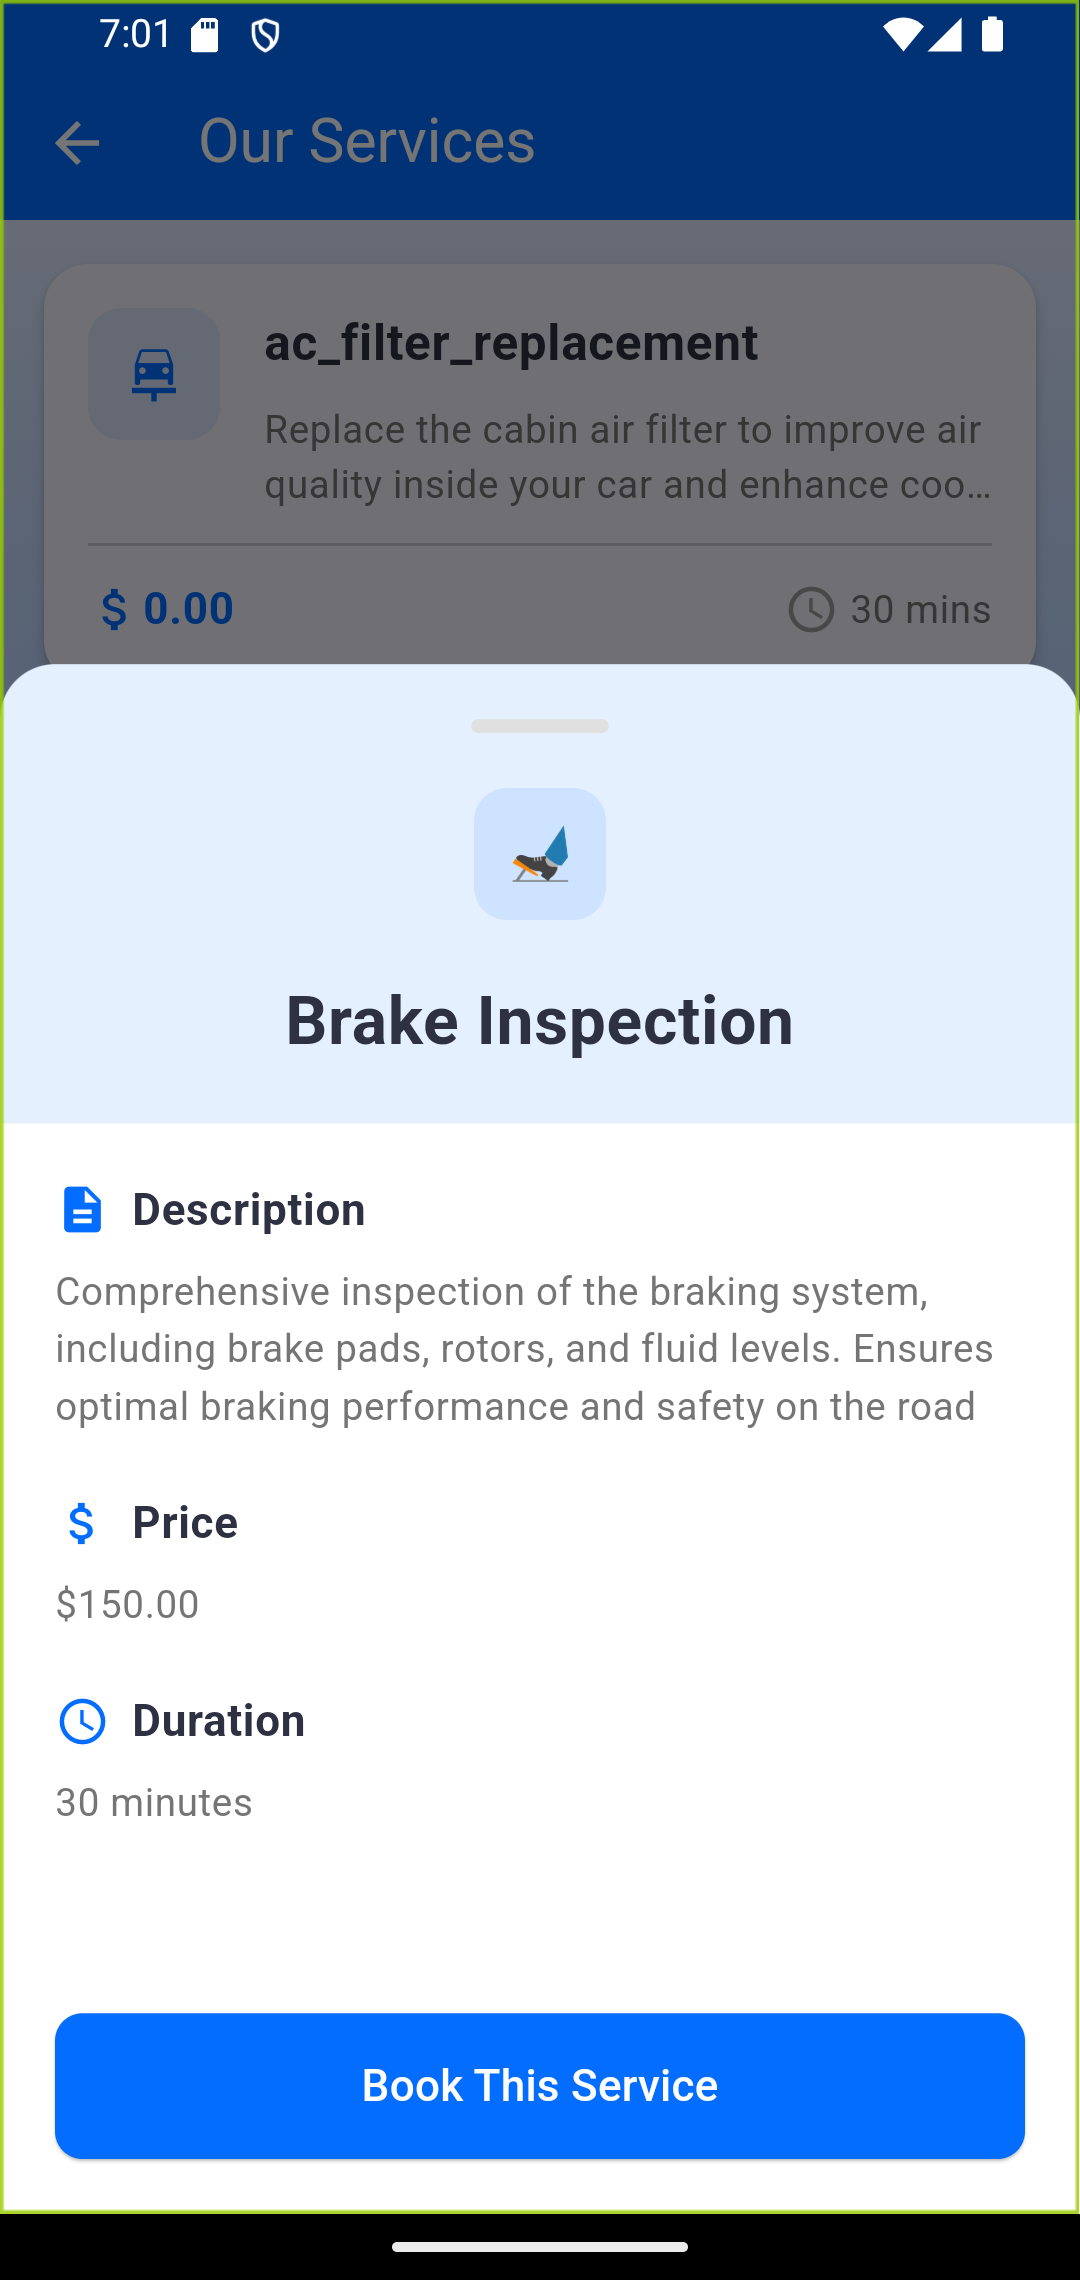 7:01
Our Services
ac_filter_replacement
Replace the cabin air filter to improve air
quality inside your car and enhance coo...
$ 0.00
30 mins
Brake Inspection
Description
Comprehensive inspection of the braking system,
including brake pads, rotors, and fluid levels. Ensures
optimal braking performance and safety on the road
$ Price
$150.00
Duration
30 minutes
Book This Service